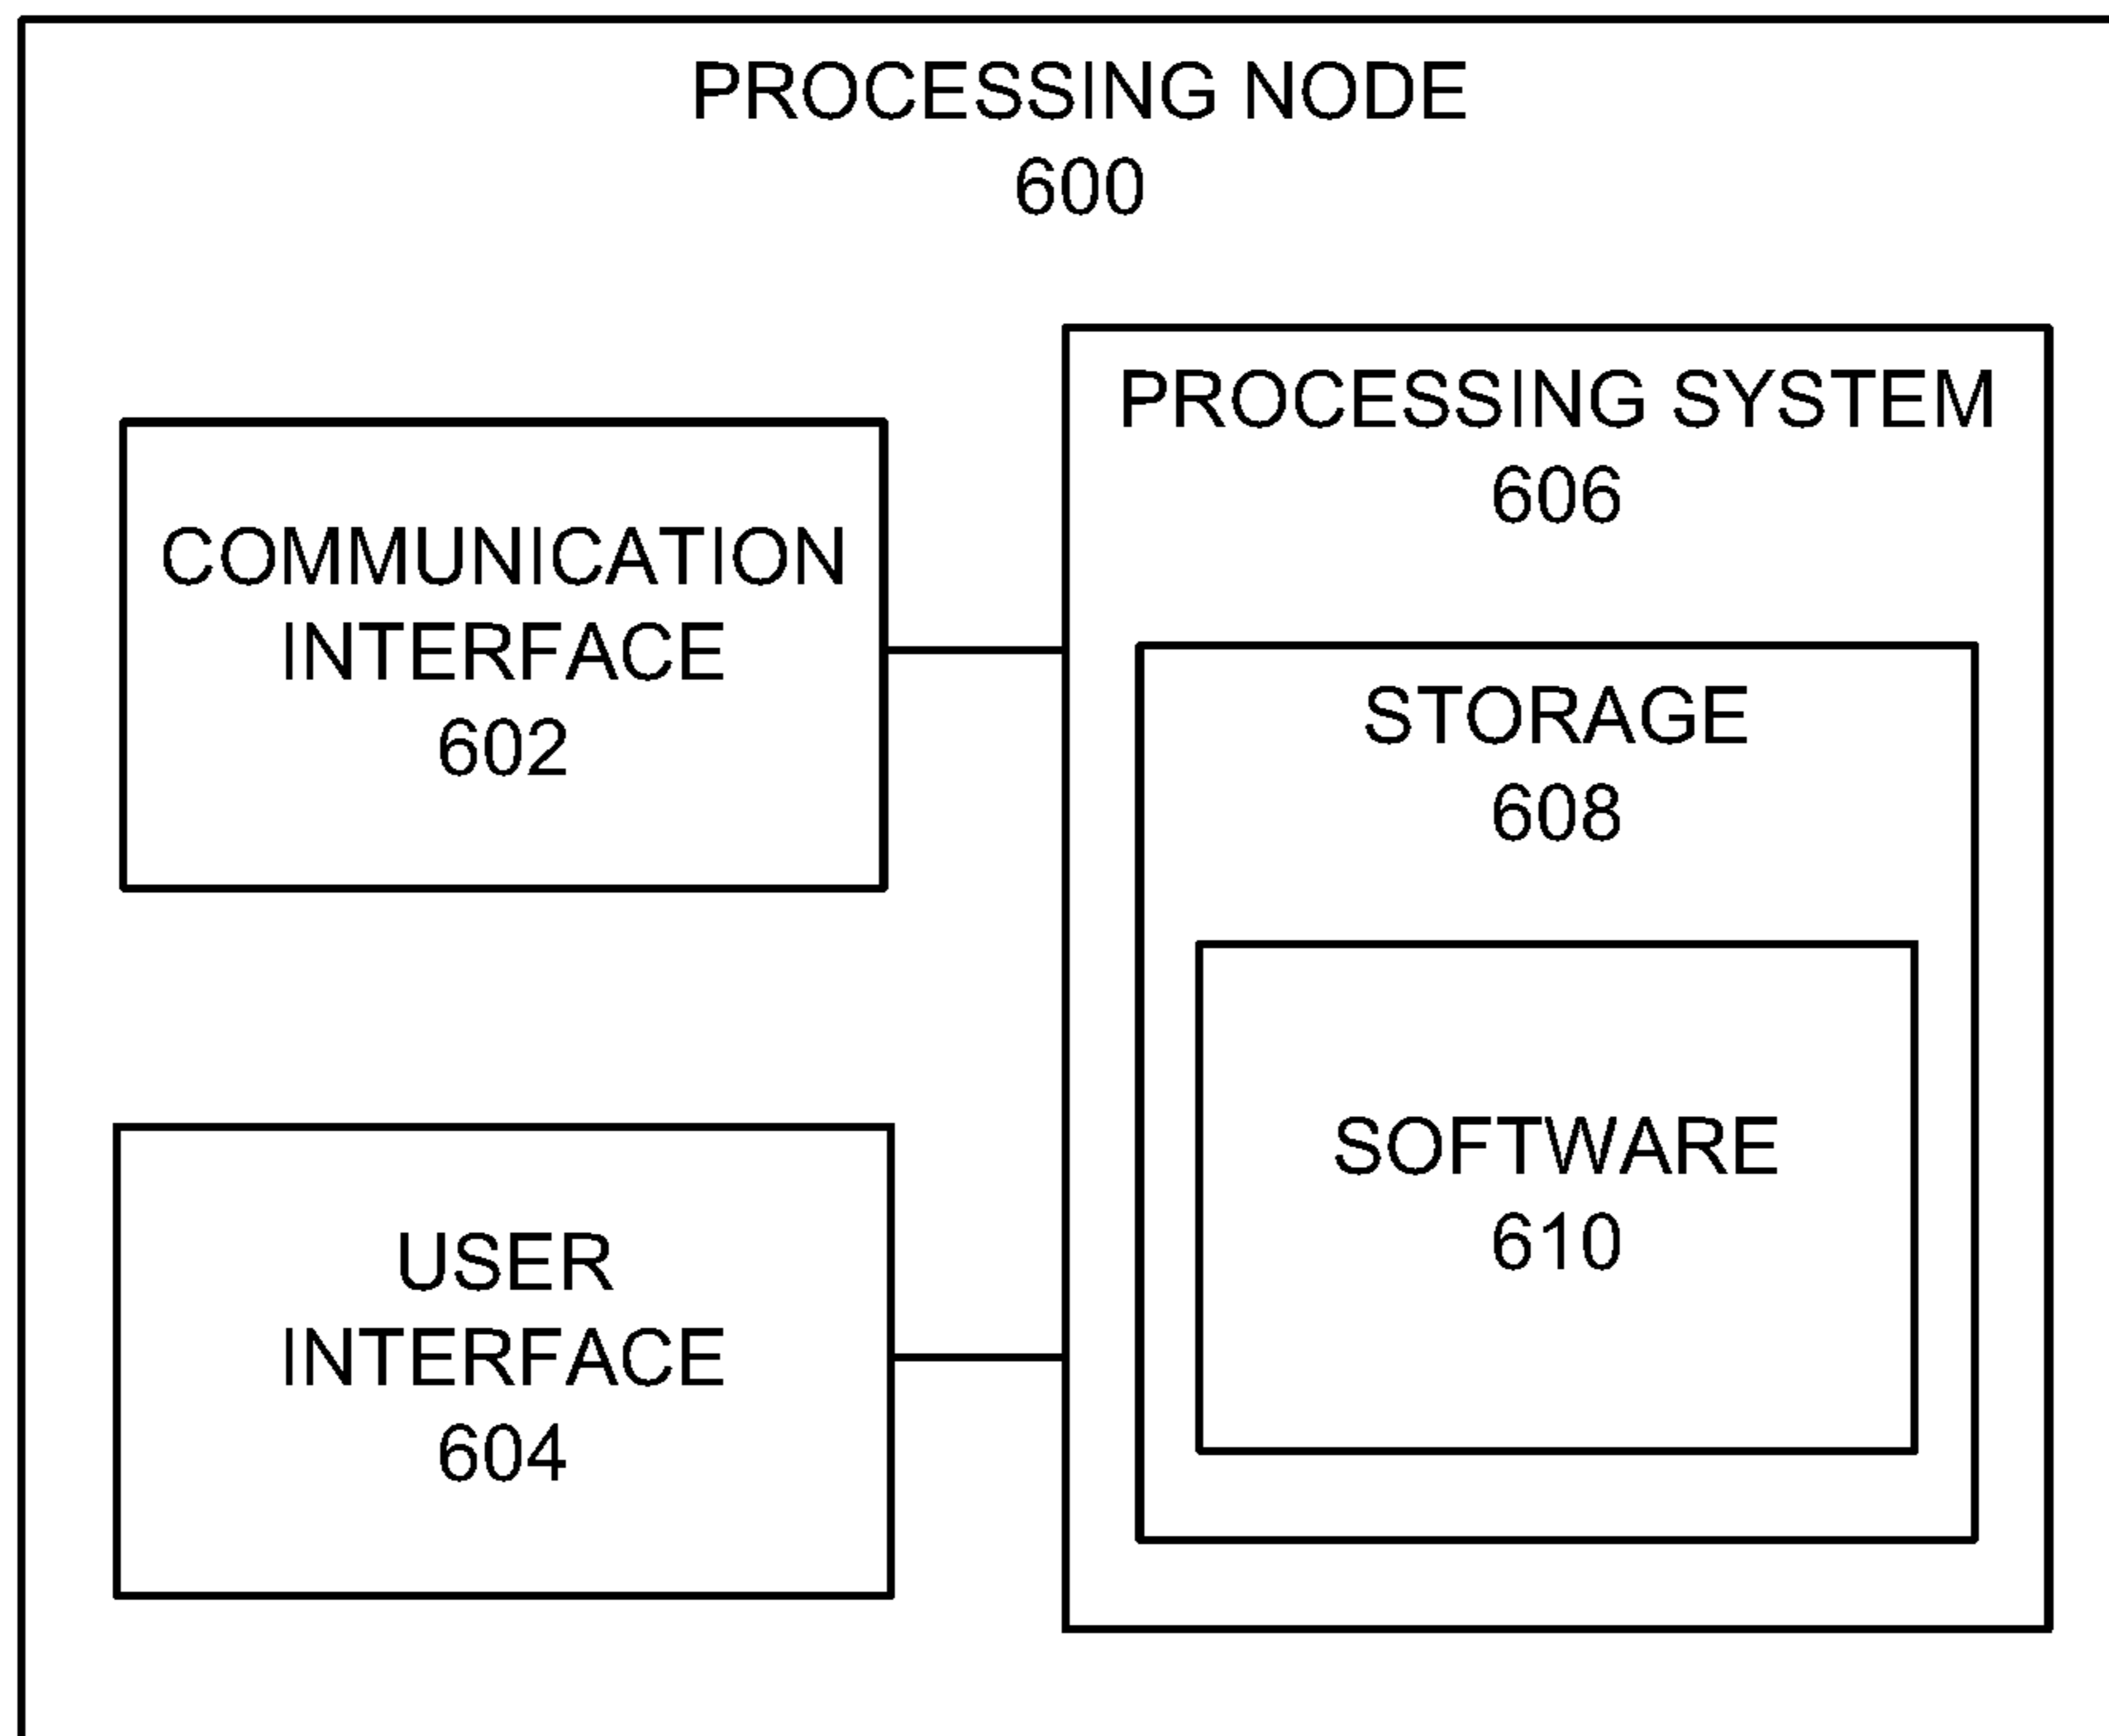 PROCESSING NODE
600
COMMUNICATION
INTERFACE
602
USER
INTERFACE
604
PROCESSING SYSTEM
606
STORAGE
608
SOFTWARE
610